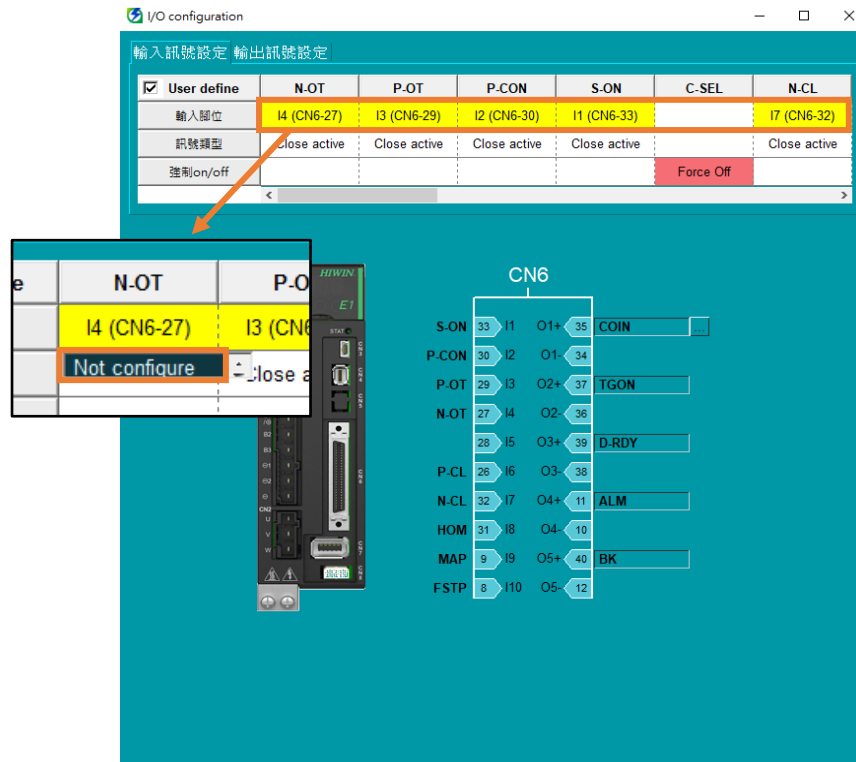 I/O configuration
輸入訊號設定 輸出訊號設定
User define N-OT P-OT P-CON S-ON C-SEL N-CL
輸入腳位 I4 (CN6-27) I3 (CN6-29) I2 (CN6-30) I1 (CN6-33) I7 (CN6-32)
訊號類型 Close active Close active Close active Close active Close active
強制on/off Force Off
e N-OT P-O
I4 (CN6-27) I3 (CN6
Not configure Close a
HIWIN
E1
STAT
CN6
S-ON 33 I1 O1+ 35 COIN ...
P-CON 30 I2 O1- 34
P-OT 29 I3 O2+ 37 TGON
N-OT 27 I4 O2- 36
28 I5 O3+ 39 D-RDY
P-CL 26 I6 O3- 38
N-CL 32 I7 O4+ 11 ALM
HOM 31 I8 O4- 10
MAP 9 I9 O5+ 40 BK
FSTP 8 I10 O5- 12
B2
B3
CN2
U
V
W